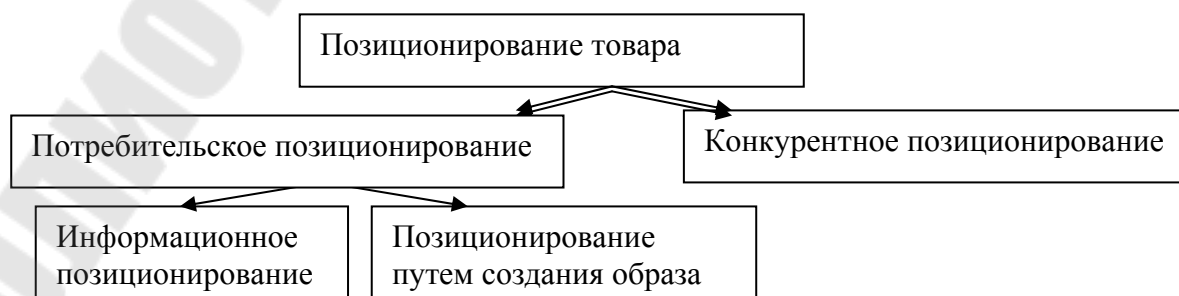 Позиционирование товара
Потребительское позиционирование
Конкурентное позиционирование
Информационное
позиционирование
Позиционирование
путем создания образа